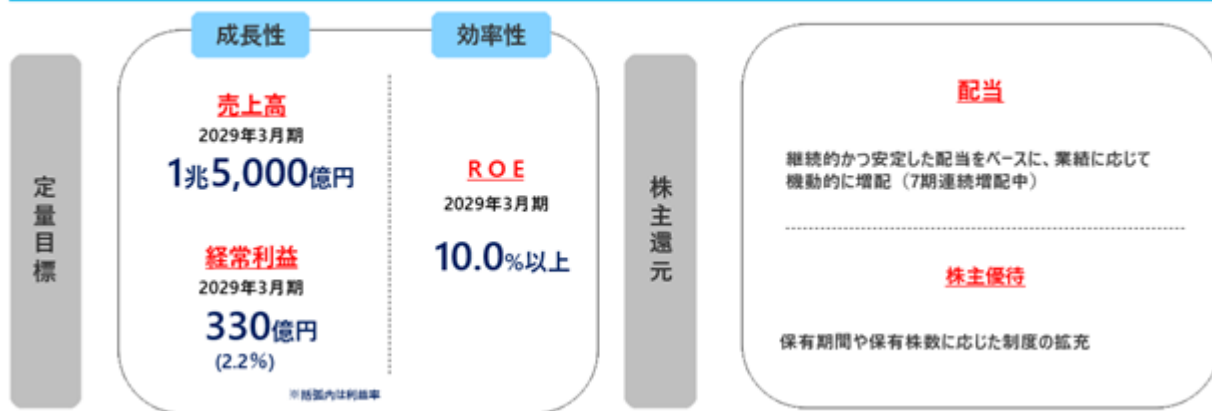 定量目標
成長性
売上高
2029年3月期
1兆5,000億円
経常利益
2029年3月期
330億円
(2.2%)
効率性
ROE
2029年3月期
10.0%以上
※括弧内は利益率
株主還元
配当
継続的かつ安定した配当をベースに、業績に応じて
機動的に増配（7期連続増配中）
株主優待
保有期間や保有株数に応じた制度の拡充